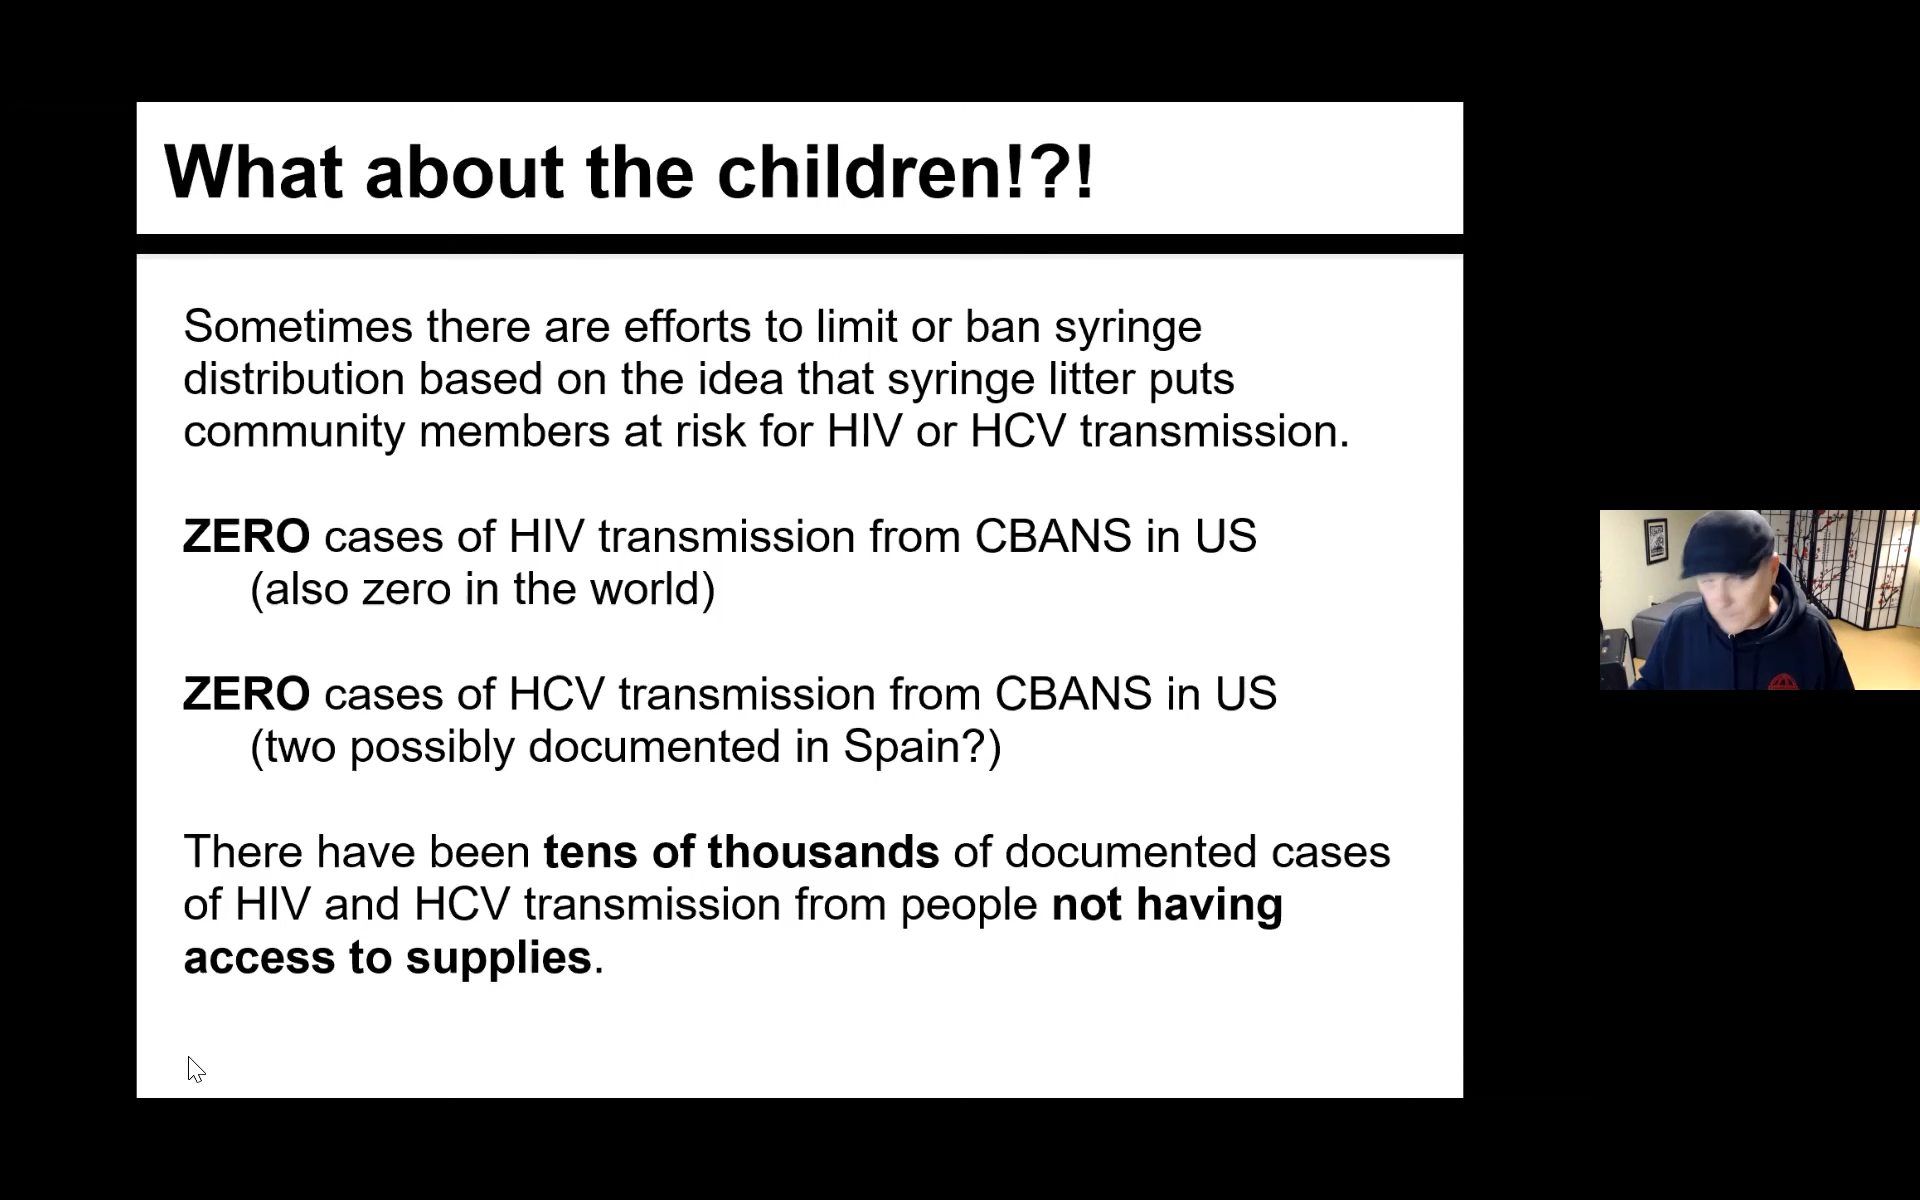 What about the children!?!
Sometimes there are efforts to limit or ban syringe
distribution based on the idea that syringe litter puts
community members at risk for HIV or HCV transmission.
ZERO cases of HIV transmission from CBANS in US
(also zero in the world)
ZERO cases of HCV transmission from CBANS in US
(two possibly documented in Spain?)
There have been tens of thousands of documented cases
of HIV and HCV transmission from people not having
access to supplies.